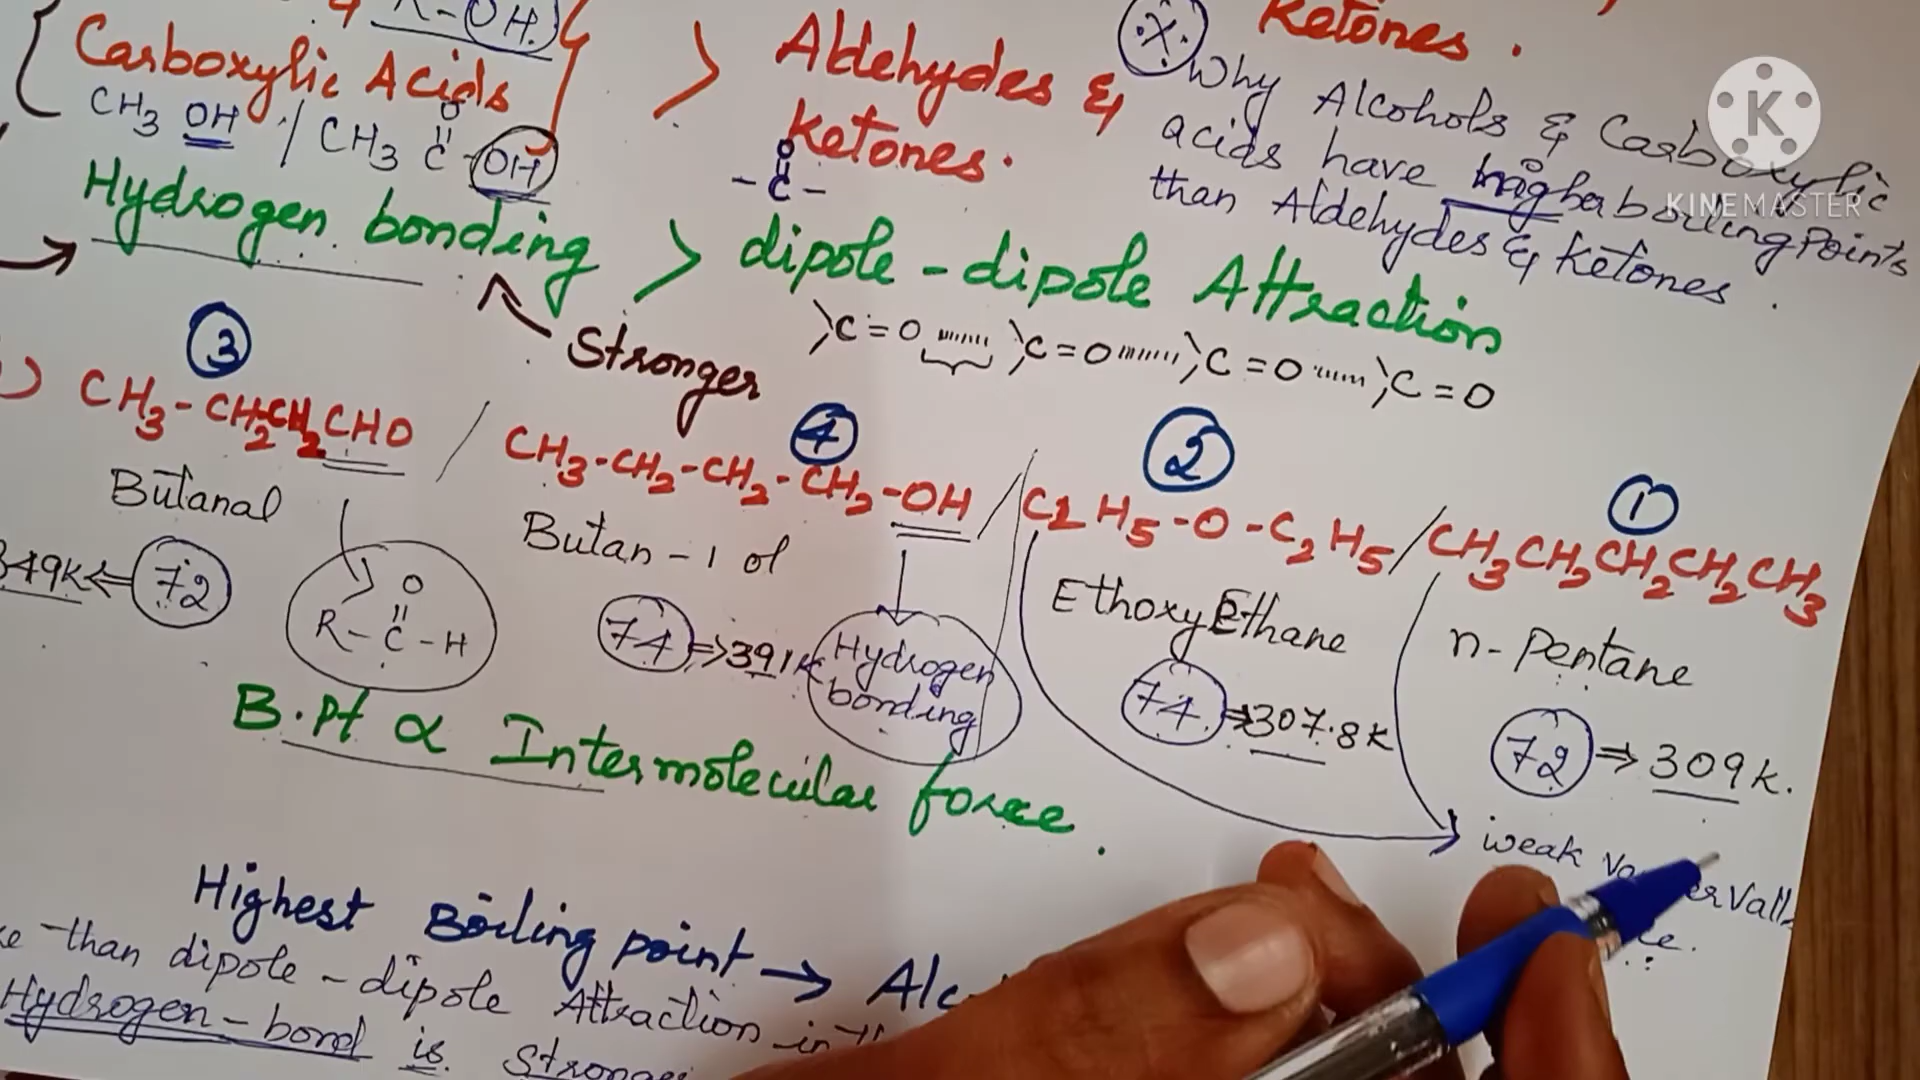 R-OH.
Carboxylic Acids
CH3 OH / CH3 C-OH
O
> Aldehydes &
Ketones.
O
-C-
Ketones.
Why Alcohols & Carboxylic
acids have higher boiling points
than Aldehydes & Ketones.
K
KINEMASTER
Hydrogen bonding > dipole-dipole Attraction
Stronger
C=O C=O C=O C=O
3
CH3-CH2CH2CHO /
Butanal
349K ⇐ 72
O
R-C-H
4
CH3-CH2-CH2-CH2-OH /
Butan-1 ol
74 ⇒ 391K
Hydrogen
bonding
2
C2H5-O-C2H5 /
Ethoxy Ethane
74 ⇒ 307.8K
1
CH3CH2CH2CH2CH3
n-Pentane
72 ⇒ 309K.
weak
B.Pt ∝ Intermolecular force.
Highest Boiling point →
than dipole-dipole Attraction
Hydrogen-bond is